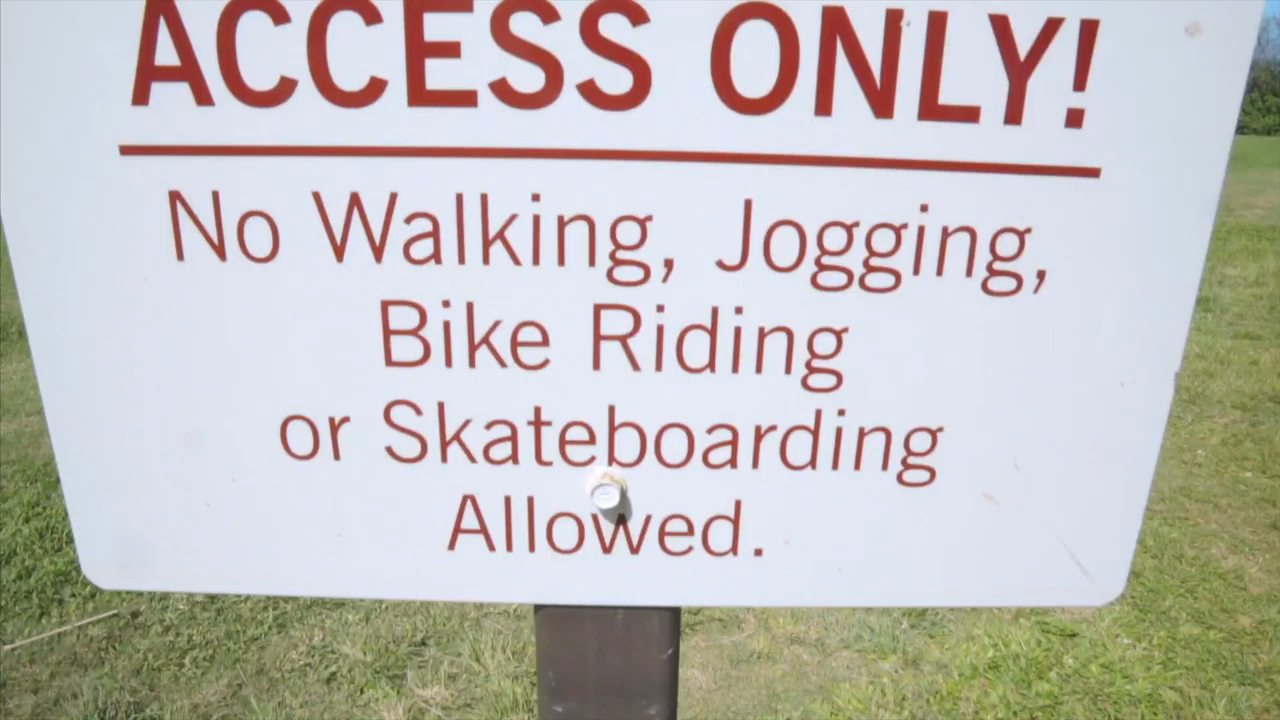 ACCESS ONLY!
No Walking, Jogging,
Bike Riding
or Skateboarding
Allowed.